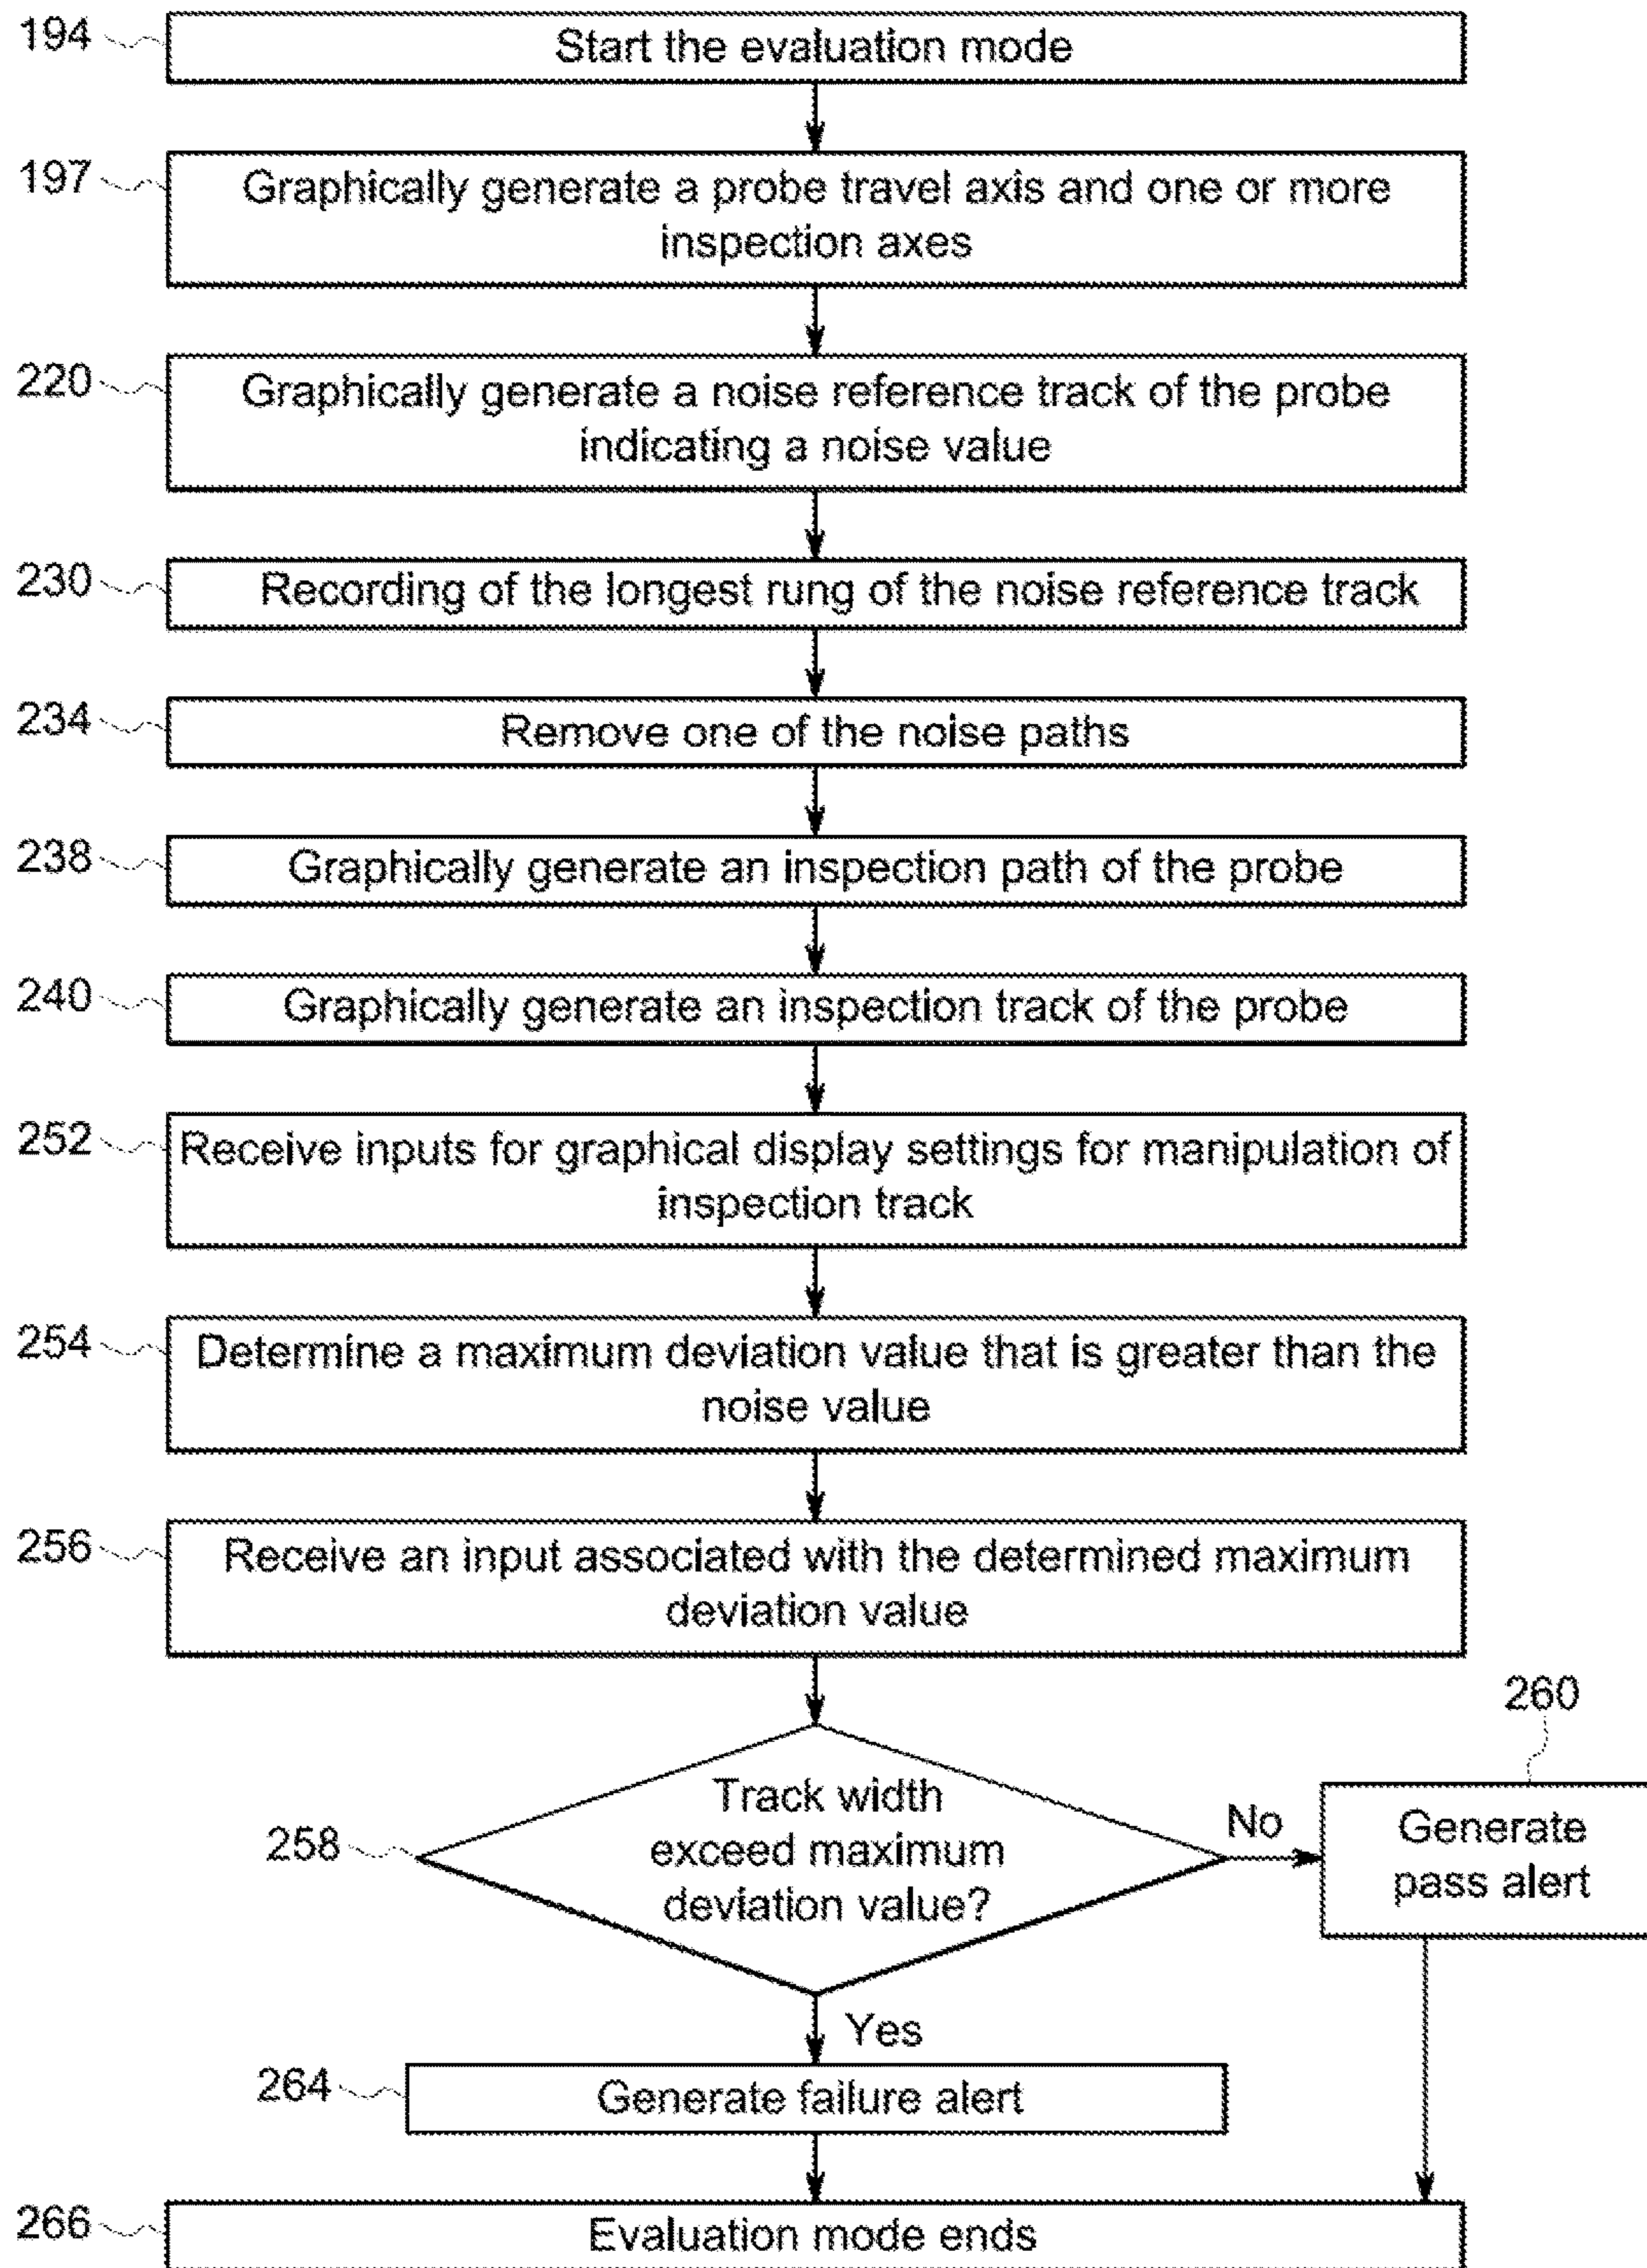 194
Start the evaluation mode
197
Graphically generate a probe travel axis and one or more
inspection axes
220
Graphically generate a noise reference track of the probe
indicating a noise value
230
Recording of the longest rung of the noise reference track
234
Remove one of the noise paths
238
Graphically generate an inspection path of the probe
240
Graphically generate an inspection track of the probe
252
Receive inputs for graphical display settings for manipulation of
inspection track
254
Determine a maximum deviation value that is greater than the
noise value
256
Receive an input associated with the determined maximum
deviation value
258
Track width
exceed maximum
deviation value?
No
260
Generate
pass alert
Yes
264
Generate failure alert
266
Evaluation mode ends